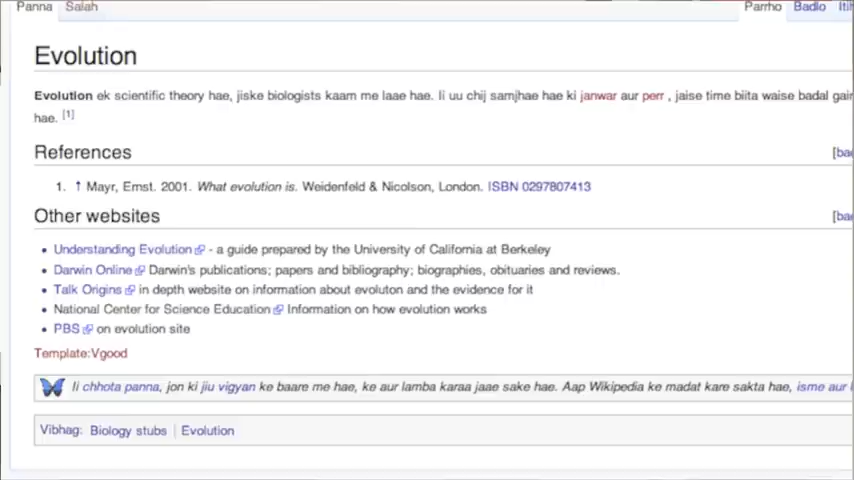 Panna Salah Parrho Badlo
Evolution
Evolution ek scientific theory hae, jiske biologists kaam me laae hae. Ii uu chij samjhae hae ki janwar aur perr , jaise time biita waise badal
hae. [1]
References
1. ↑ Mayr, Ernst. 2001. What evolution is. Weidenfeld & Nicolson, London. ISBN 0297807413
Other websites
• Understanding Evolution - a guide prepared by the University of California at Berkeley
• Darwin Online Darwin's publications; papers and bibliography; biographies, obituaries and reviews.
• Talk Origins in depth website on information about evoluton and the evidence for it
• National Center for Science Education Information on how evolution works
• PBS on evolution site
Template:Vgood
Ii chhota panna, jon ki jiu vigyan ke baare me hae, ke aur lamba karaa jaae sake hae. Aap Wikipedia ke madat kare sakta hae, isme aur
Vibhag: Biology stubs | Evolution